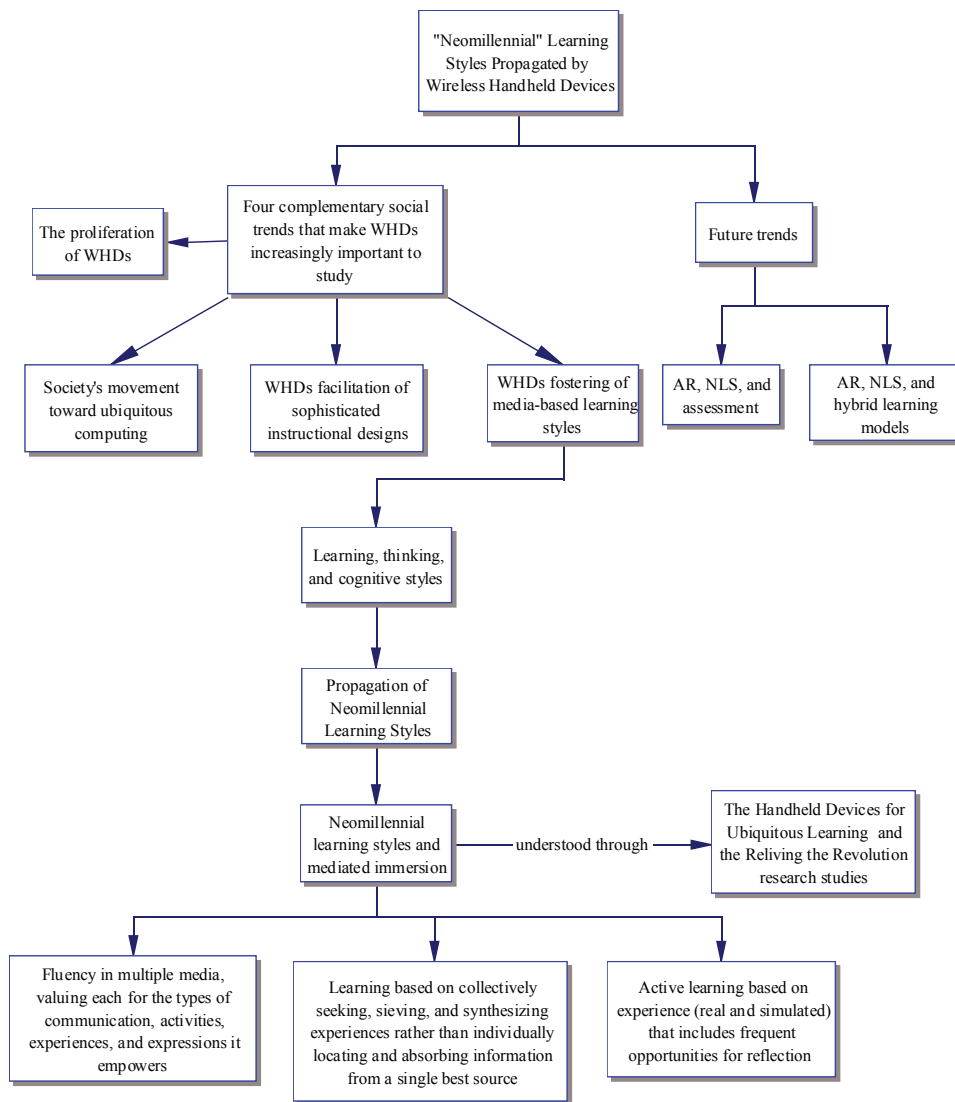 "Neomillennial" Learning
Styles Propagated by
Wireless Handheld Devices
Four complementary social
trends that make WHDs
increasingly important to
study
The proliferation
of WHDs
Future trends
Society's movement
toward ubiquitous
computing
WHDs facilitation of
sophisticated
instructional designs
WHDs fostering of
media-based learning
styles
AR, NLS, and
assessment
AR, NLS, and
hybrid learning
models
Learning, thinking,
and cognitive styles
Propagation of
Neomillennial
Learning Styles
Neomillennial
learning styles and
mediated immersion
understood through
The Handheld Devices for
Ubiquitous Learning and
the Reliving the Revolution
research studies
Fluency in multiple media,
valuing each for the types of
communication, activities,
experiences, and expressions it
empowers
Learning based on collectively
seeking, sieving, and synthesizing
experiences rather than individually
locating and absorbing information
from a single best source
Active learning based on
experience (real and simulated)
that includes frequent
opportunities for reflection